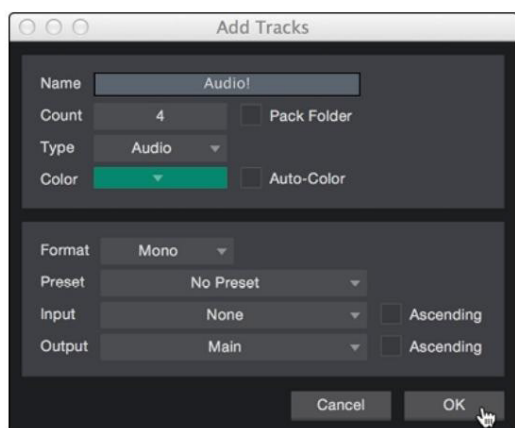 Add Tracks
Name Audio!
Count 4 Pack Folder
Type Audio
Color Auto-Color
Format Mono
Preset No Preset
Input None Ascending
Output Main Ascending
Cancel OK